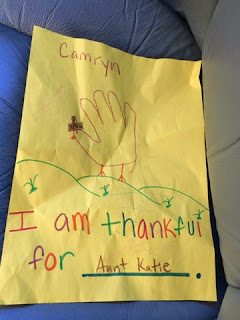 Camryn
I am thankful
for Aunt Katie.